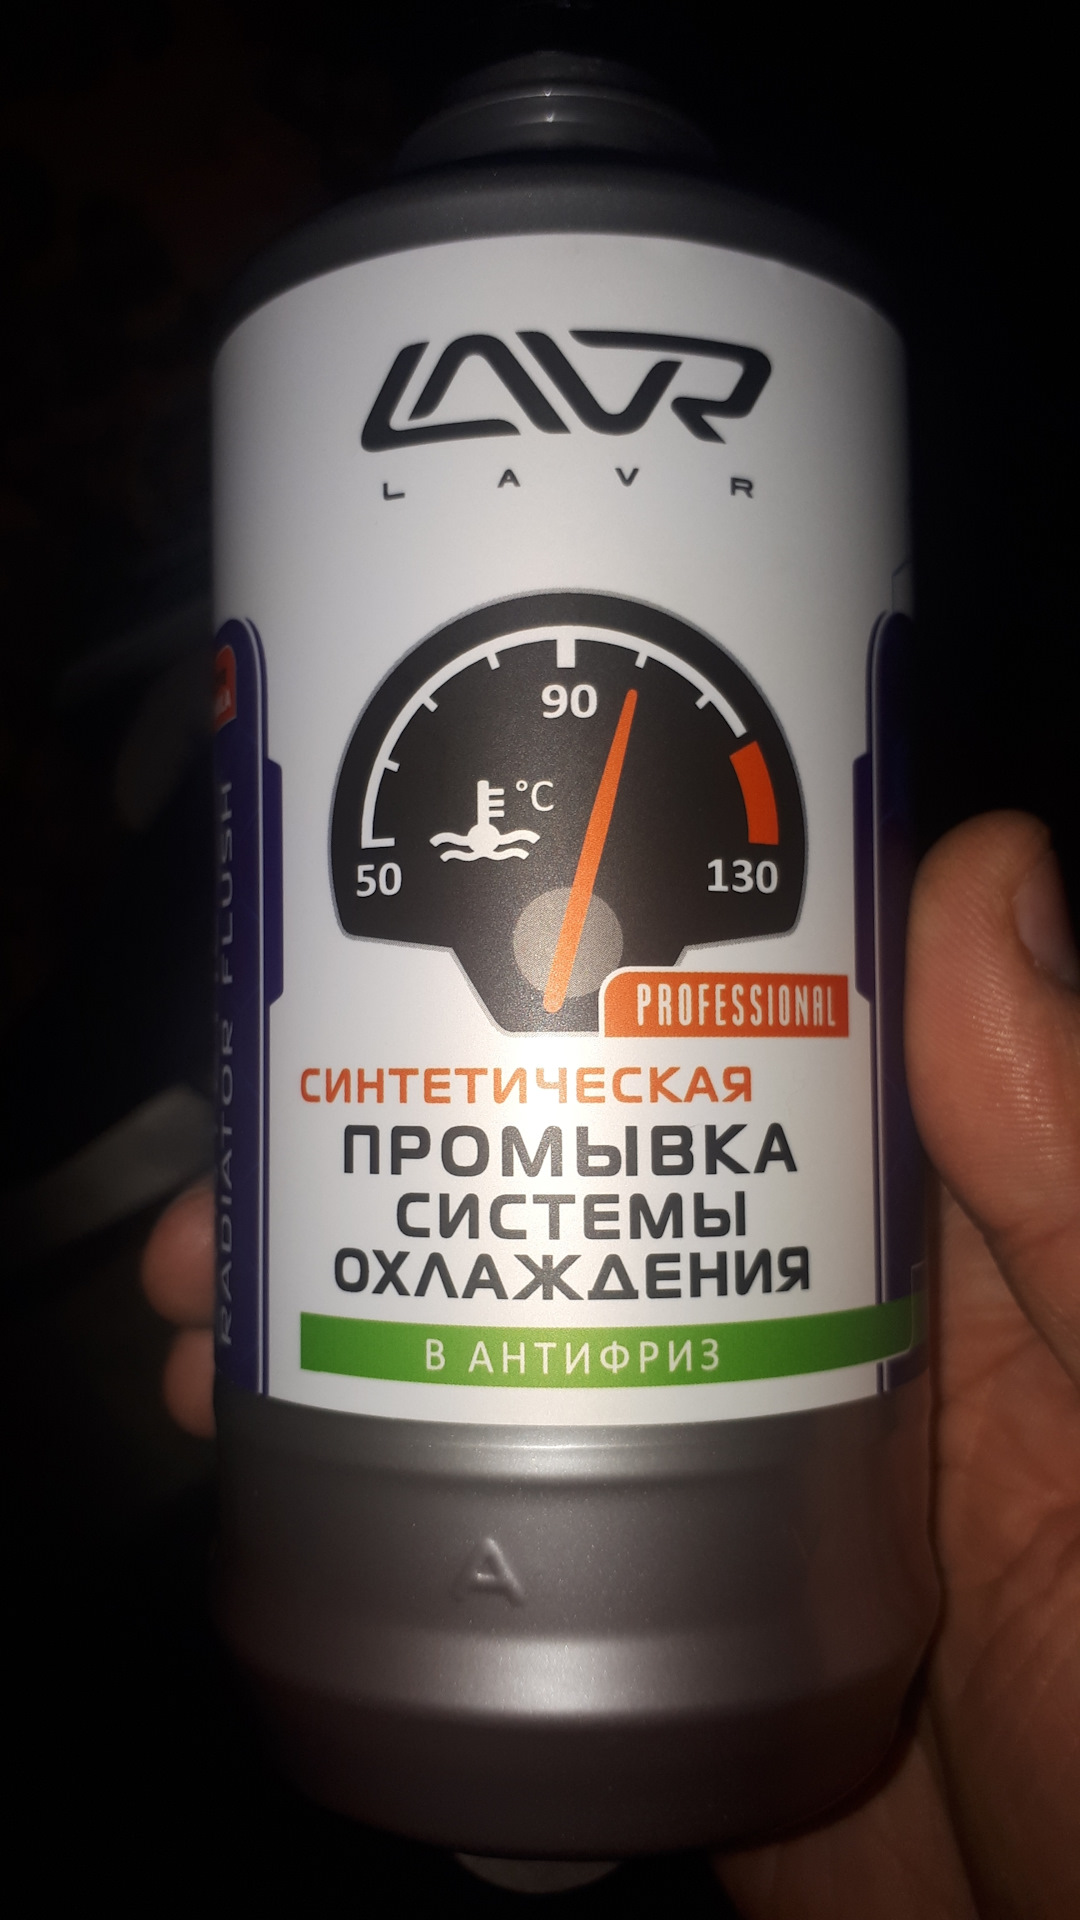 LAVR
L A V R
90
°C
50
130
PROFESSIONAL
СИНТЕТИЧЕСКАЯ
ПРОМЫВКА
СИСТЕМЫ
ОХЛАЖДЕНИЯ
В АНТИФРИЗ
RADIATOR FLUSH
A